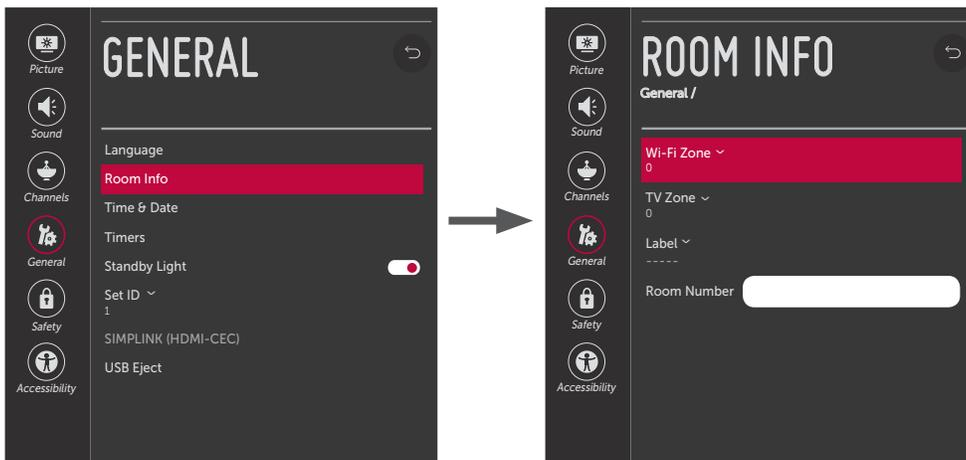 GENERAL
Picture
Sound
Channels
General
Safety
Accessibility
Language
Room Info
Time & Date
Timers
Standby Light
Set ID
1
SIMPLINK (HDMI-CEC)
USB Eject
ROOM INFO
General /
Picture
Sound
Channels
General
Safety
Accessibility
Wi-Fi Zone
0
TV Zone
0
Label
-----
Room Number